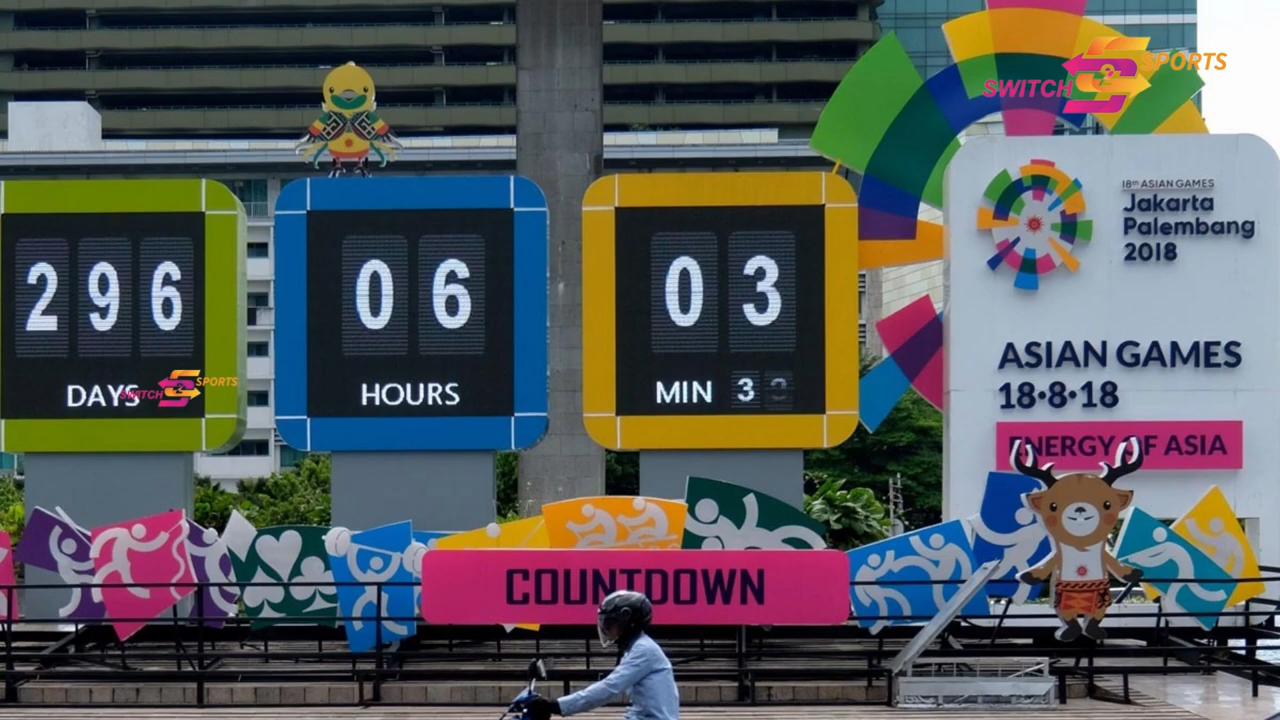 SWITCH SPORTS
296
DAYS
SWITCH SPORTS
06
HOURS
03
MIN 3
18th ASIAN GAMES
Jakarta
Palembang
2018
ASIAN GAMES
18•8•18
ENERGY OF ASIA
COUNTDOWN